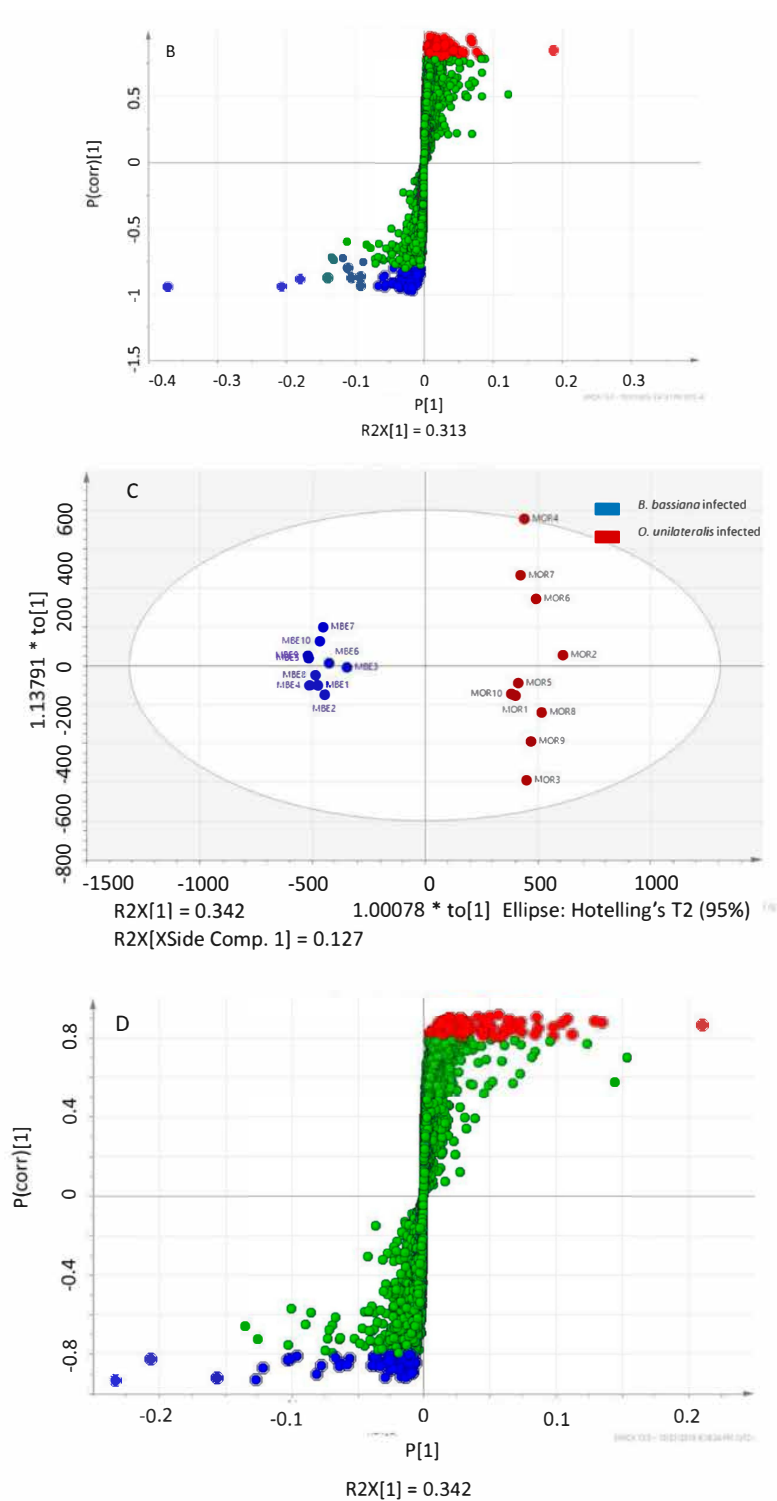 B
0.5
0
-0.5
-1
-1.5
P(corr)[1]
-0.4 -0.3 -0.2 -0.1 0 0.1 0.2 0.3
P[1]
R2X[1] = 0.313
C
B. bassiana infected
O. unilateralis infected
600
400
200
0
-200
-400
-600
-800
1.13791 * to[1]
MOR4
MOR7
MOR6
MBE7
MBE10
MBE6
MOR2
MBE3
MBE8
MOR5
MBE4
MBE1
MOR10
MOR1
MOR8
MBE2
MOR9
MOR3
-1500 -1000 -500 0 500 1000
R2X[1] = 0.342 1.00078 * to[1] Ellipse: Hotelling's T2 (95%)
R2X[XSide Comp. 1] = 0.127
D
0.8
0.4
0
-0.4
-0.8
P(corr)[1]
-0.2 -0.1 0 0.1 0.2
P[1]
R2X[1] = 0.342